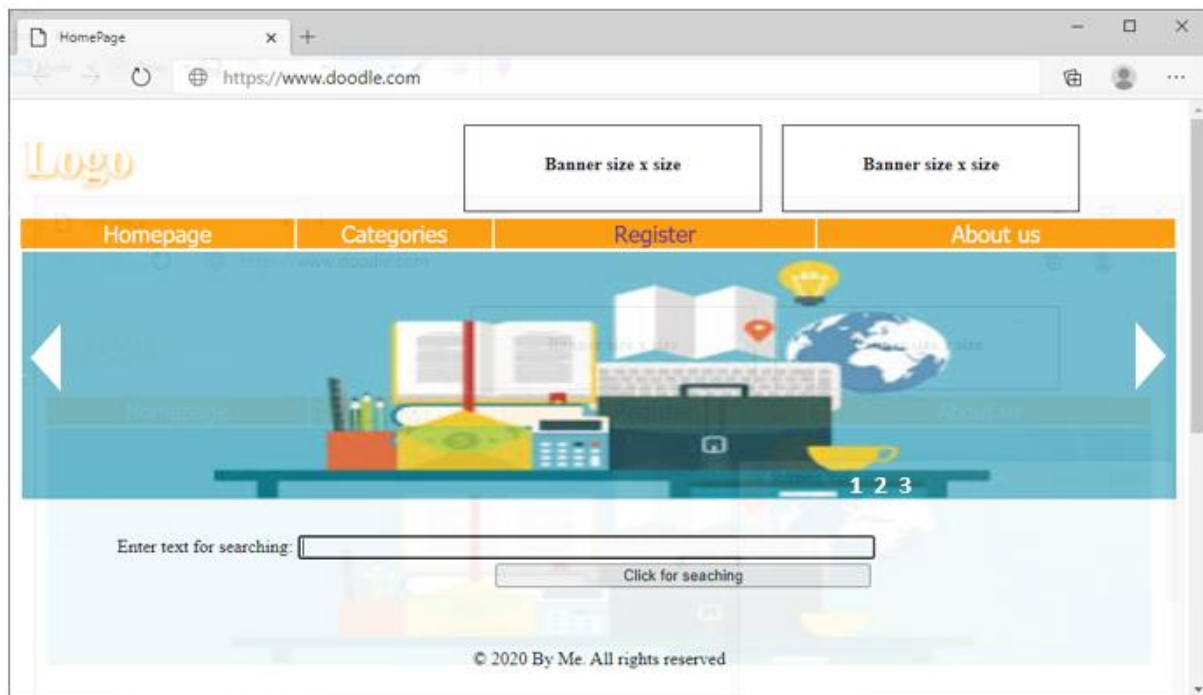 HomePage
https://www.doodle.com
Logo
Banner size x size
Banner size x size
Homepage Categories Register About us
1 2 3
Enter text for searching:
Click for seaching
© 2020 By Me. All rights reserved